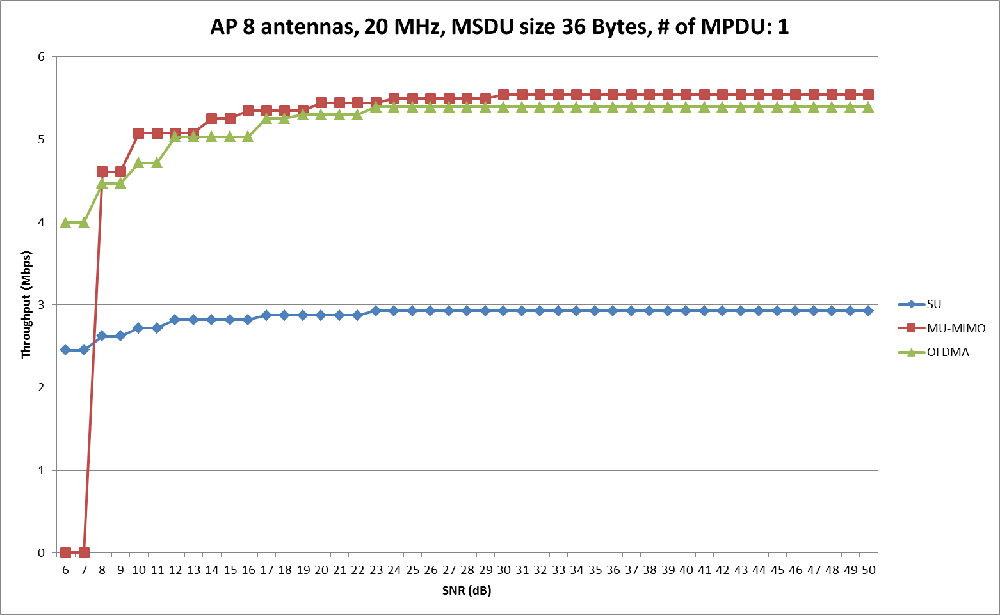 AP 8 antennas, 20 MHz, MSDU size 36 Bytes, # of MPDU: 1
6
5
4
3
2
1
0
Throughput (Mbps)
6 7 8 9 10 11 12 13 14 15 16 17 18 19 20 21 22 23 24 25 26 27 28 29 30 31 32 33 34 35 36 37 38 39 40 41 42 43 44 45 46 47 48 49 50
SNR (dB)
SU
MU-MIMO
OFDMA